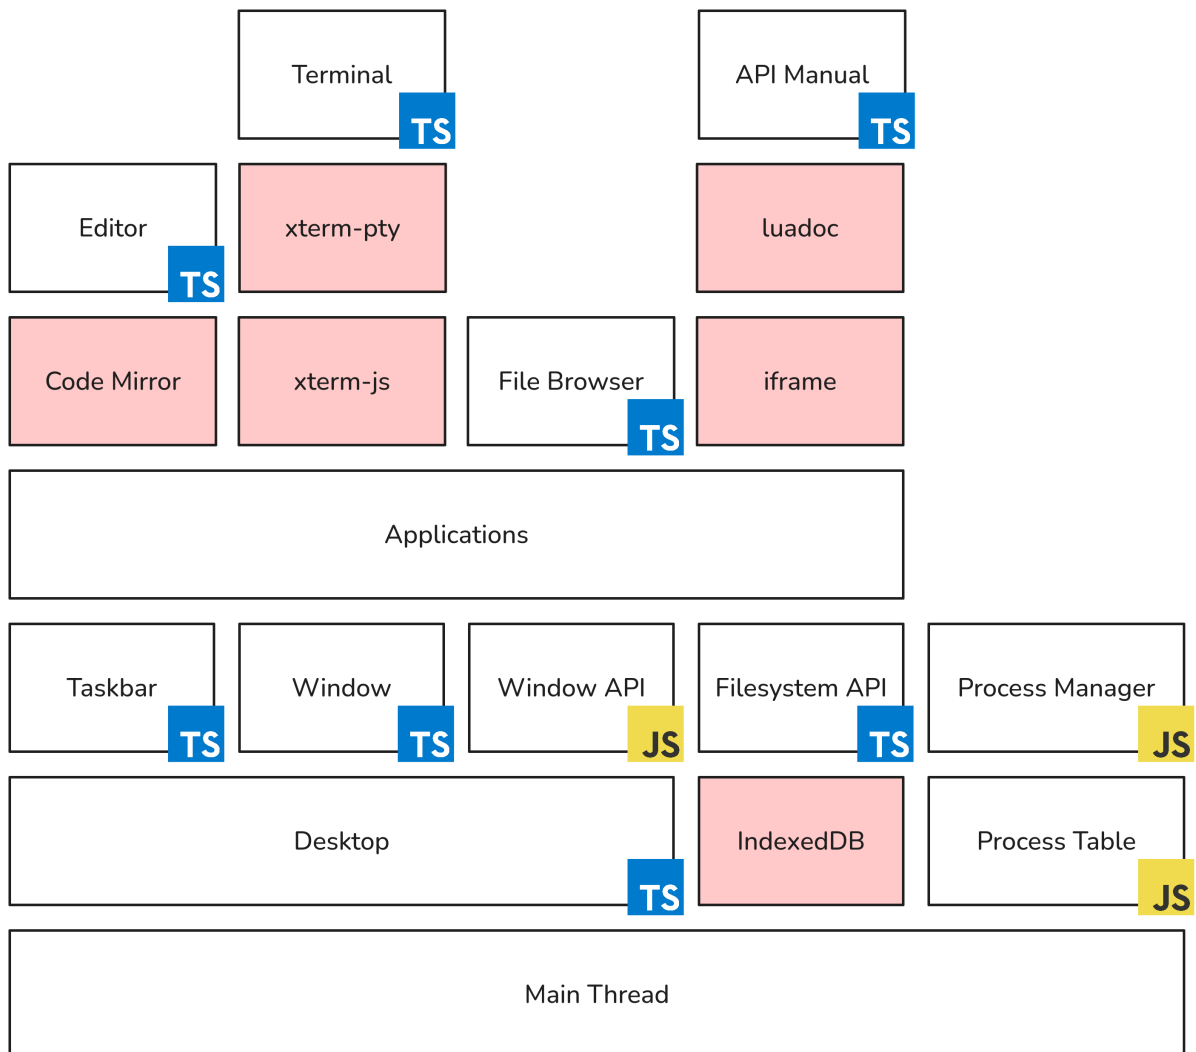 Terminal
TS
API Manual
TS
Editor
TS
xterm-pty
luadoc
Code Mirror
xterm-js
File Browser
TS
iframe
Applications
Taskbar
TS
Window
TS
Window API
JS
Filesystem API
TS
Process Manager
JS
Desktop
TS
IndexedDB
Process Table
JS
Main Thread